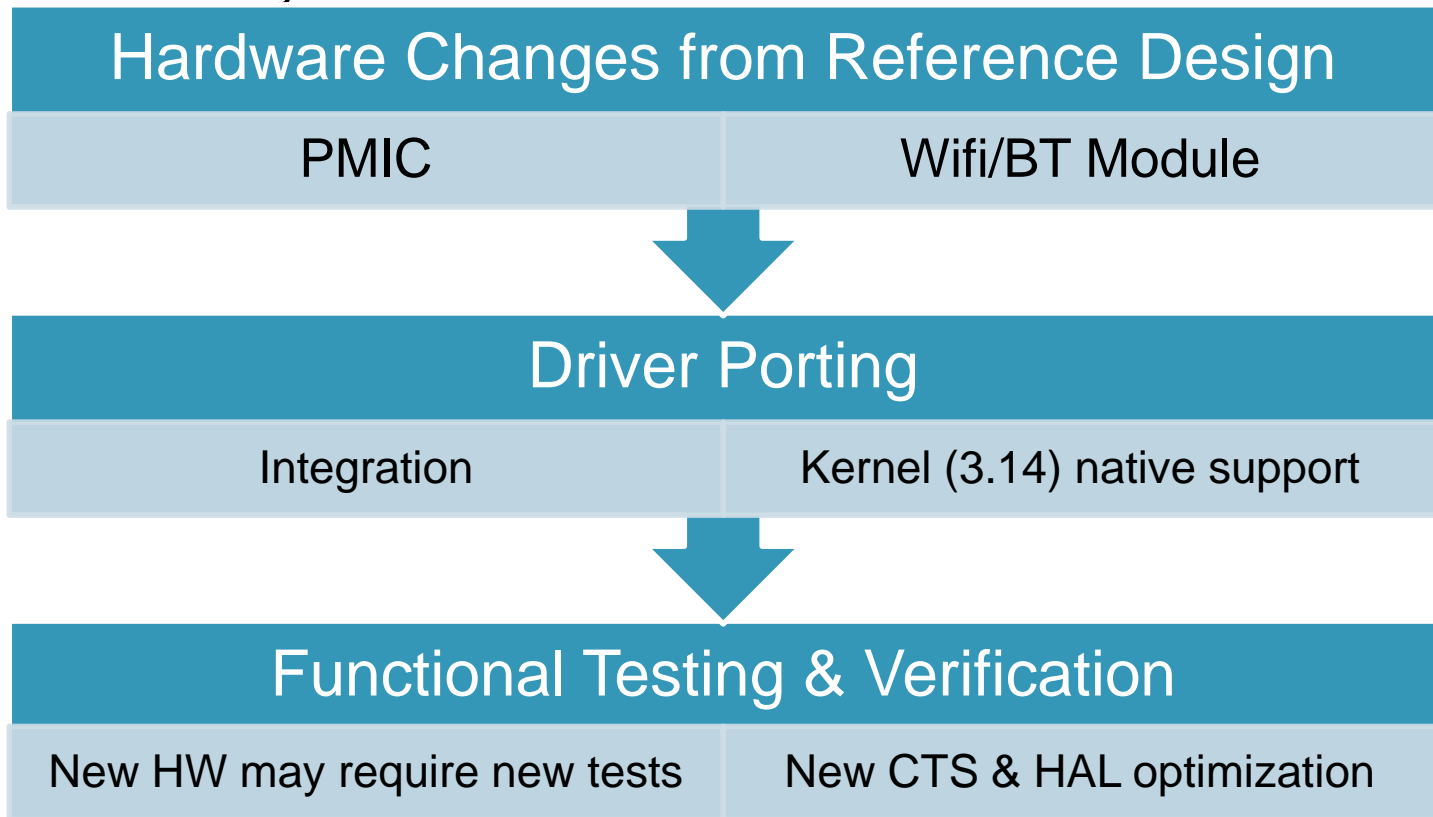 Hardware Changes from Reference Design
PMIC
Wifi/BT Module
Driver Porting
Integration
Kernel (3.14) native support
Functional Testing & Verification
New HW may require new tests
New CTS & HAL optimization